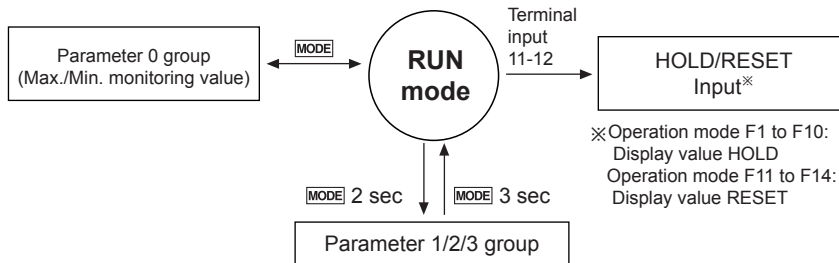 Parameter 0 group
(Max./Min. monitoring value)
MODE
RUN
mode
Terminal
input
11-12
HOLD/RESET
Input※
※Operation mode F1 to F10:
Display value HOLD
Operation mode F11 to F14:
Display value RESET
MODE 2 sec
MODE 3 sec
Parameter 1/2/3 group